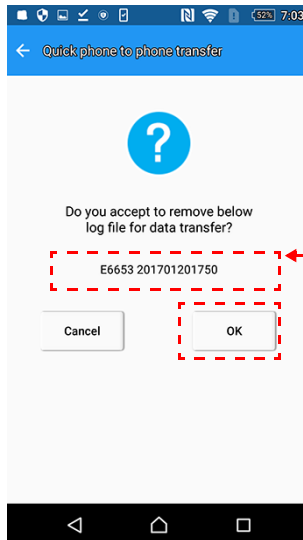 52% 7:03
Quick phone to phone transfer
?
Do you accept to remove below
log file for data transfer?
E6653 201701201750
Cancel OK